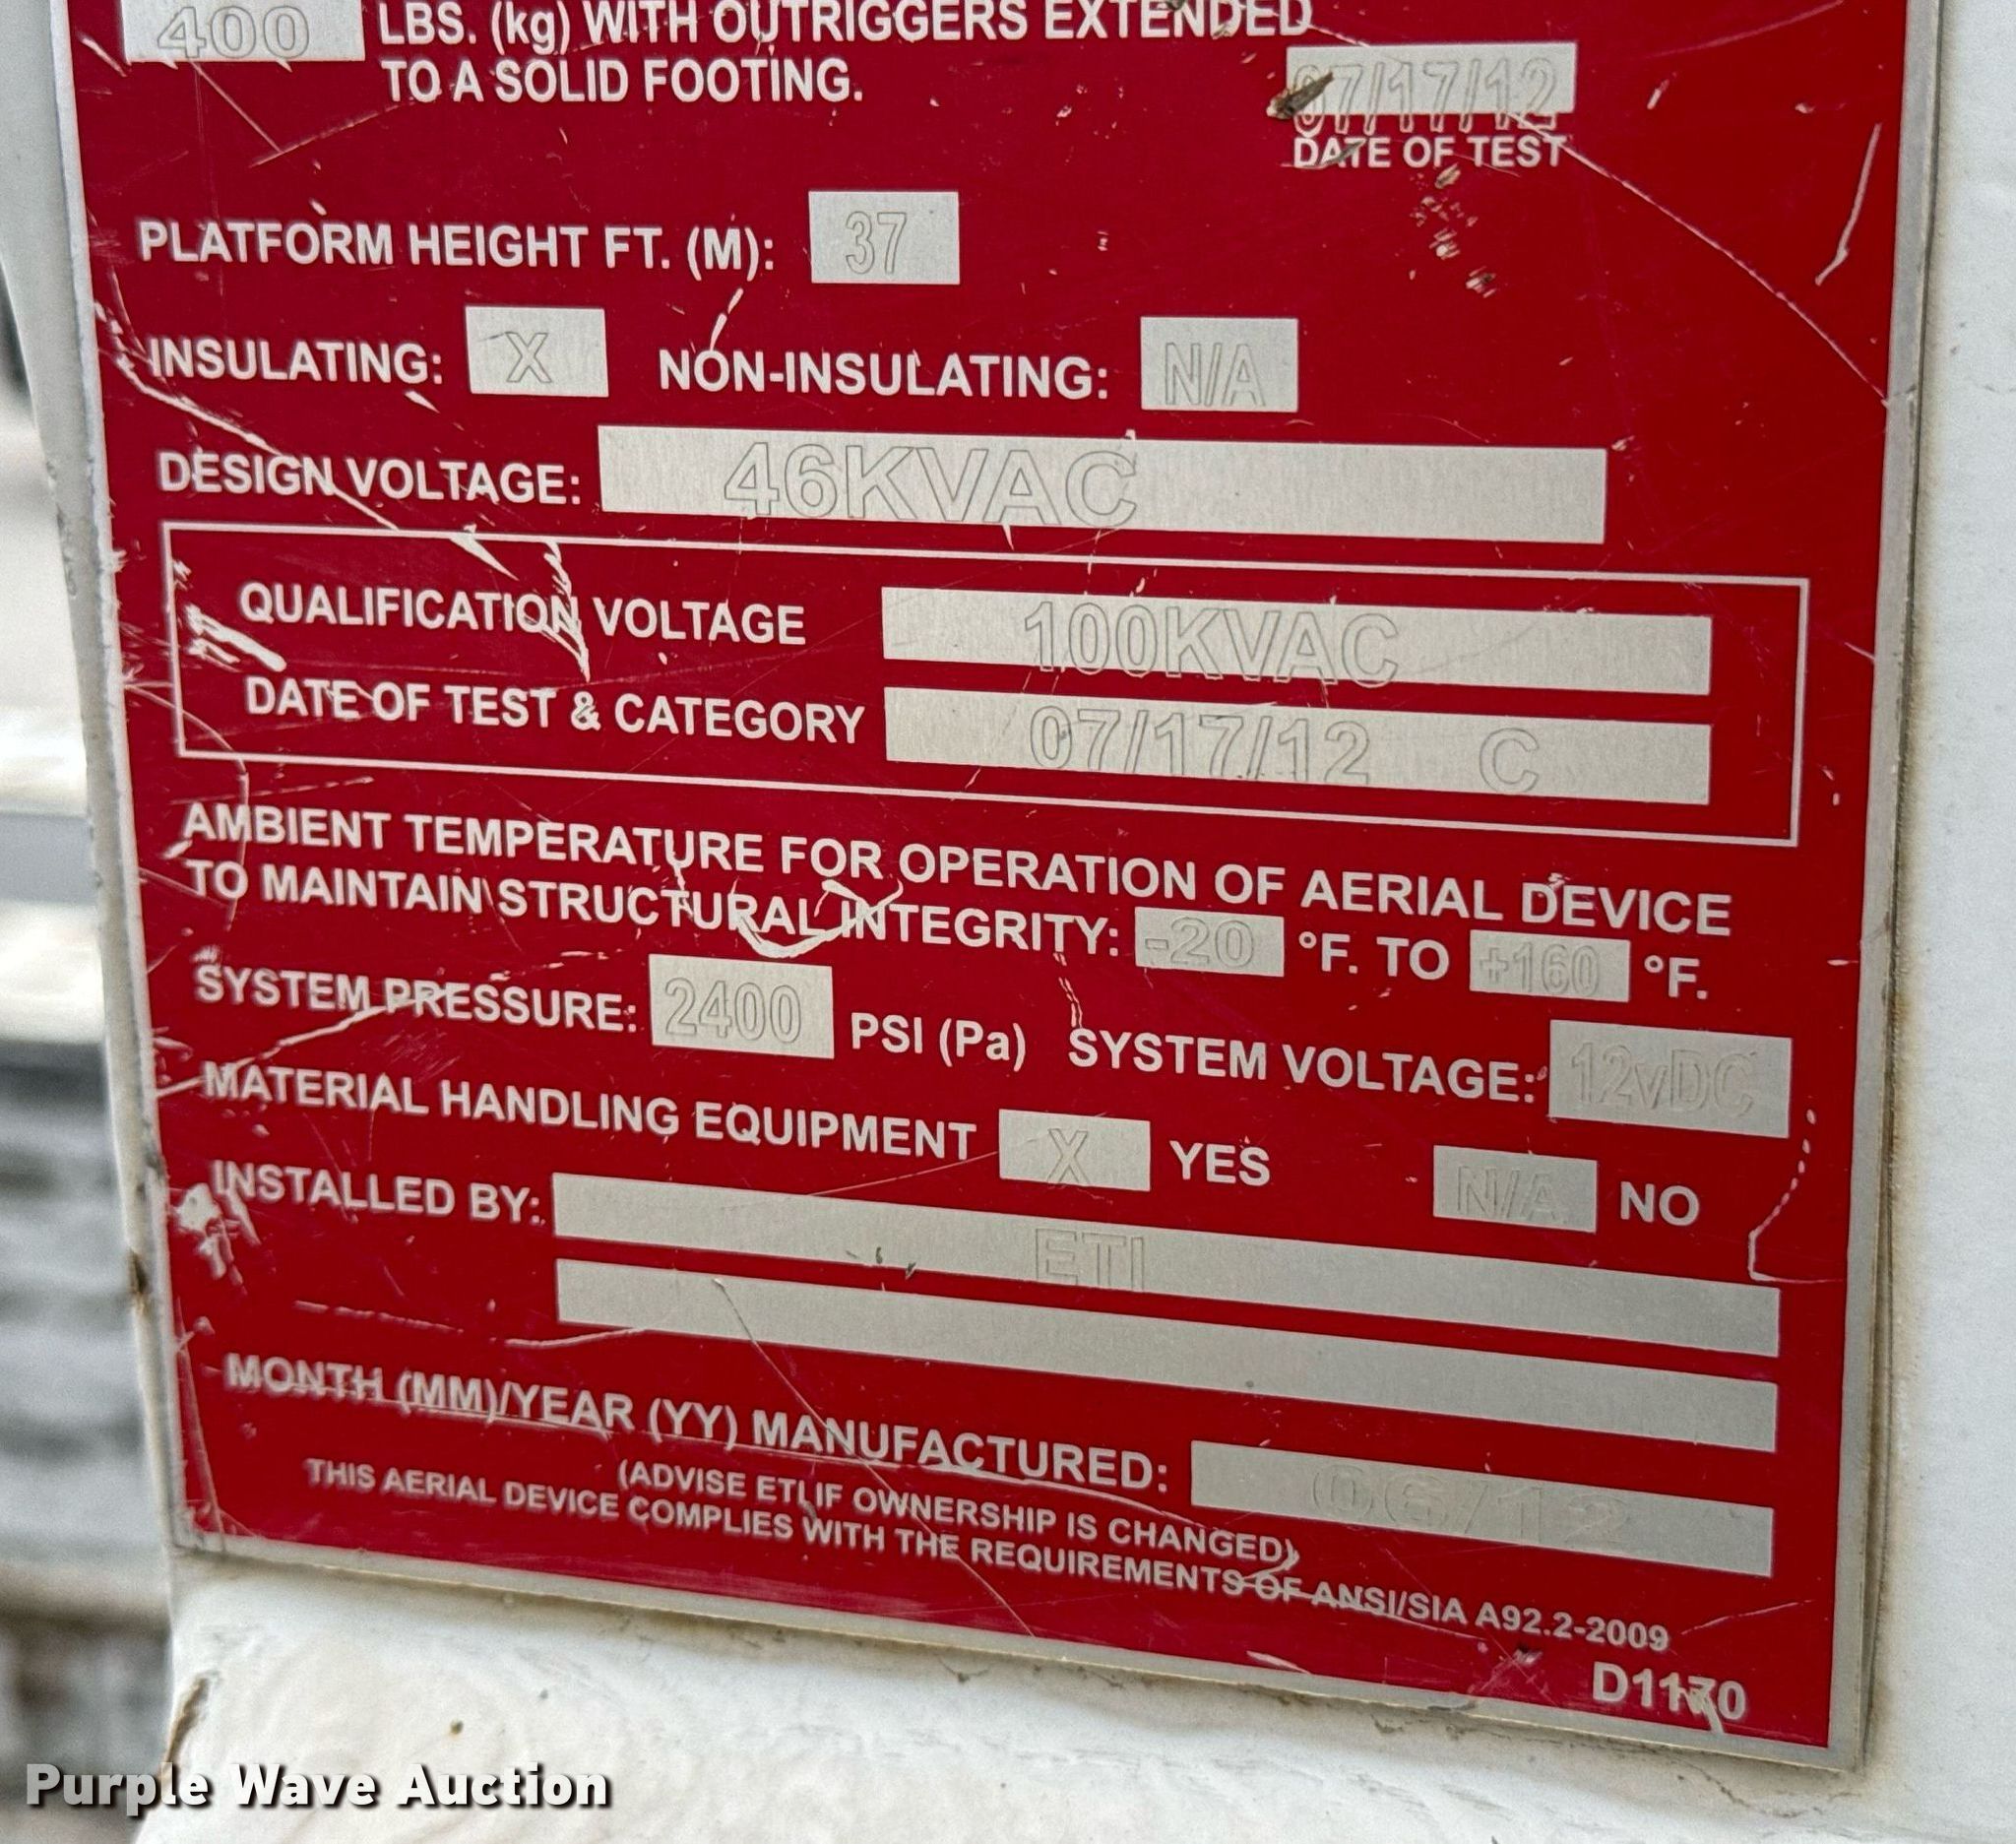 400 LBS. (kg) WITH OUTRIGGERS EXTENDED
TO A SOLID FOOTING.
07/17/12
DATE OF TEST
PLATFORM HEIGHT FT. (M): 37
INSULATING: X NON-INSULATING: N/A
DESIGN VOLTAGE: 46KVAC
QUALIFICATION VOLTAGE 100KVAC
DATE OF TEST & CATEGORY 07/17/12 C
AMBIENT TEMPERATURE FOR OPERATION OF AERIAL DEVICE
TO MAINTAIN STRUCTURAL INTEGRITY: -20 °F. TO +160 °F.
SYSTEM PRESSURE: 2400 PSI (Pa) SYSTEM VOLTAGE: 12vDC
MATERIAL HANDLING EQUIPMENT X YES N/A NO
INSTALLED BY: ETI
MONTH (MM)/YEAR (YY) MANUFACTURED: 06/12
(ADVISE ETI IF OWNERSHIP IS CHANGED)
THIS AERIAL DEVICE COMPLIES WITH THE REQUIREMENTS OF ANSI/SIA A92.2-2009
D1170
Purple Wave Auction